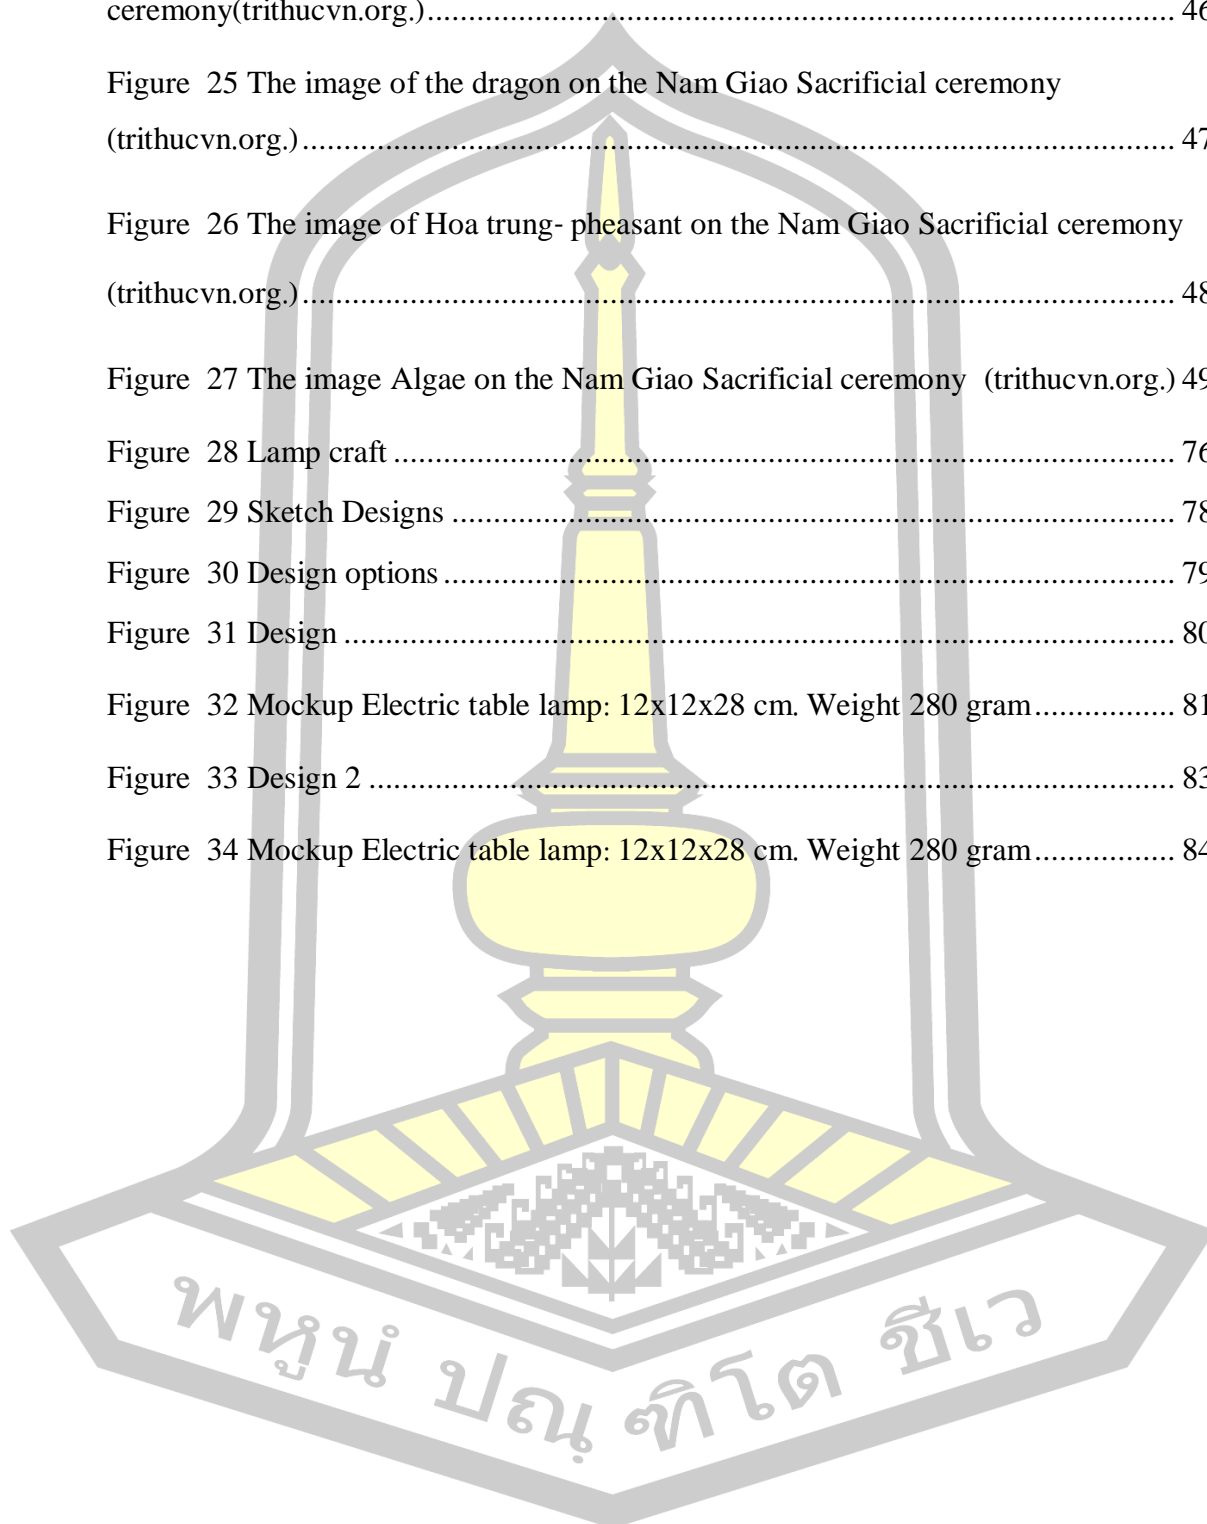 ceremony(trithucvn.org.)............................................................................................. 46
Figure  25 The image of the dragon on the Nam Giao Sacrificial ceremony
(trithucvn.org.)............................................................................................................. 47
Figure  26 The image of Hoa trung- pheasant on the Nam Giao Sacrificial ceremony
(trithucvn.org.)............................................................................................................. 48
Figure  27 The image Algae on the Nam Giao Sacrificial ceremony  (trithucvn.org.) 49
Figure  28 Lamp craft.................................................................................................. 76
Figure  29 Sketch Designs........................................................................................... 78
Figure  30 Design options............................................................................................ 79
Figure  31 Design........................................................................................................ 80
Figure  32 Mockup Electric table lamp: 12x12x28 cm. Weight 280 gram................. 81
Figure  33 Design 2..................................................................................................... 83
Figure  34 Mockup Electric table lamp: 12x12x28 cm. Weight 280 gram................. 84
พหูนํ ปณฺฑิโต ชีเว